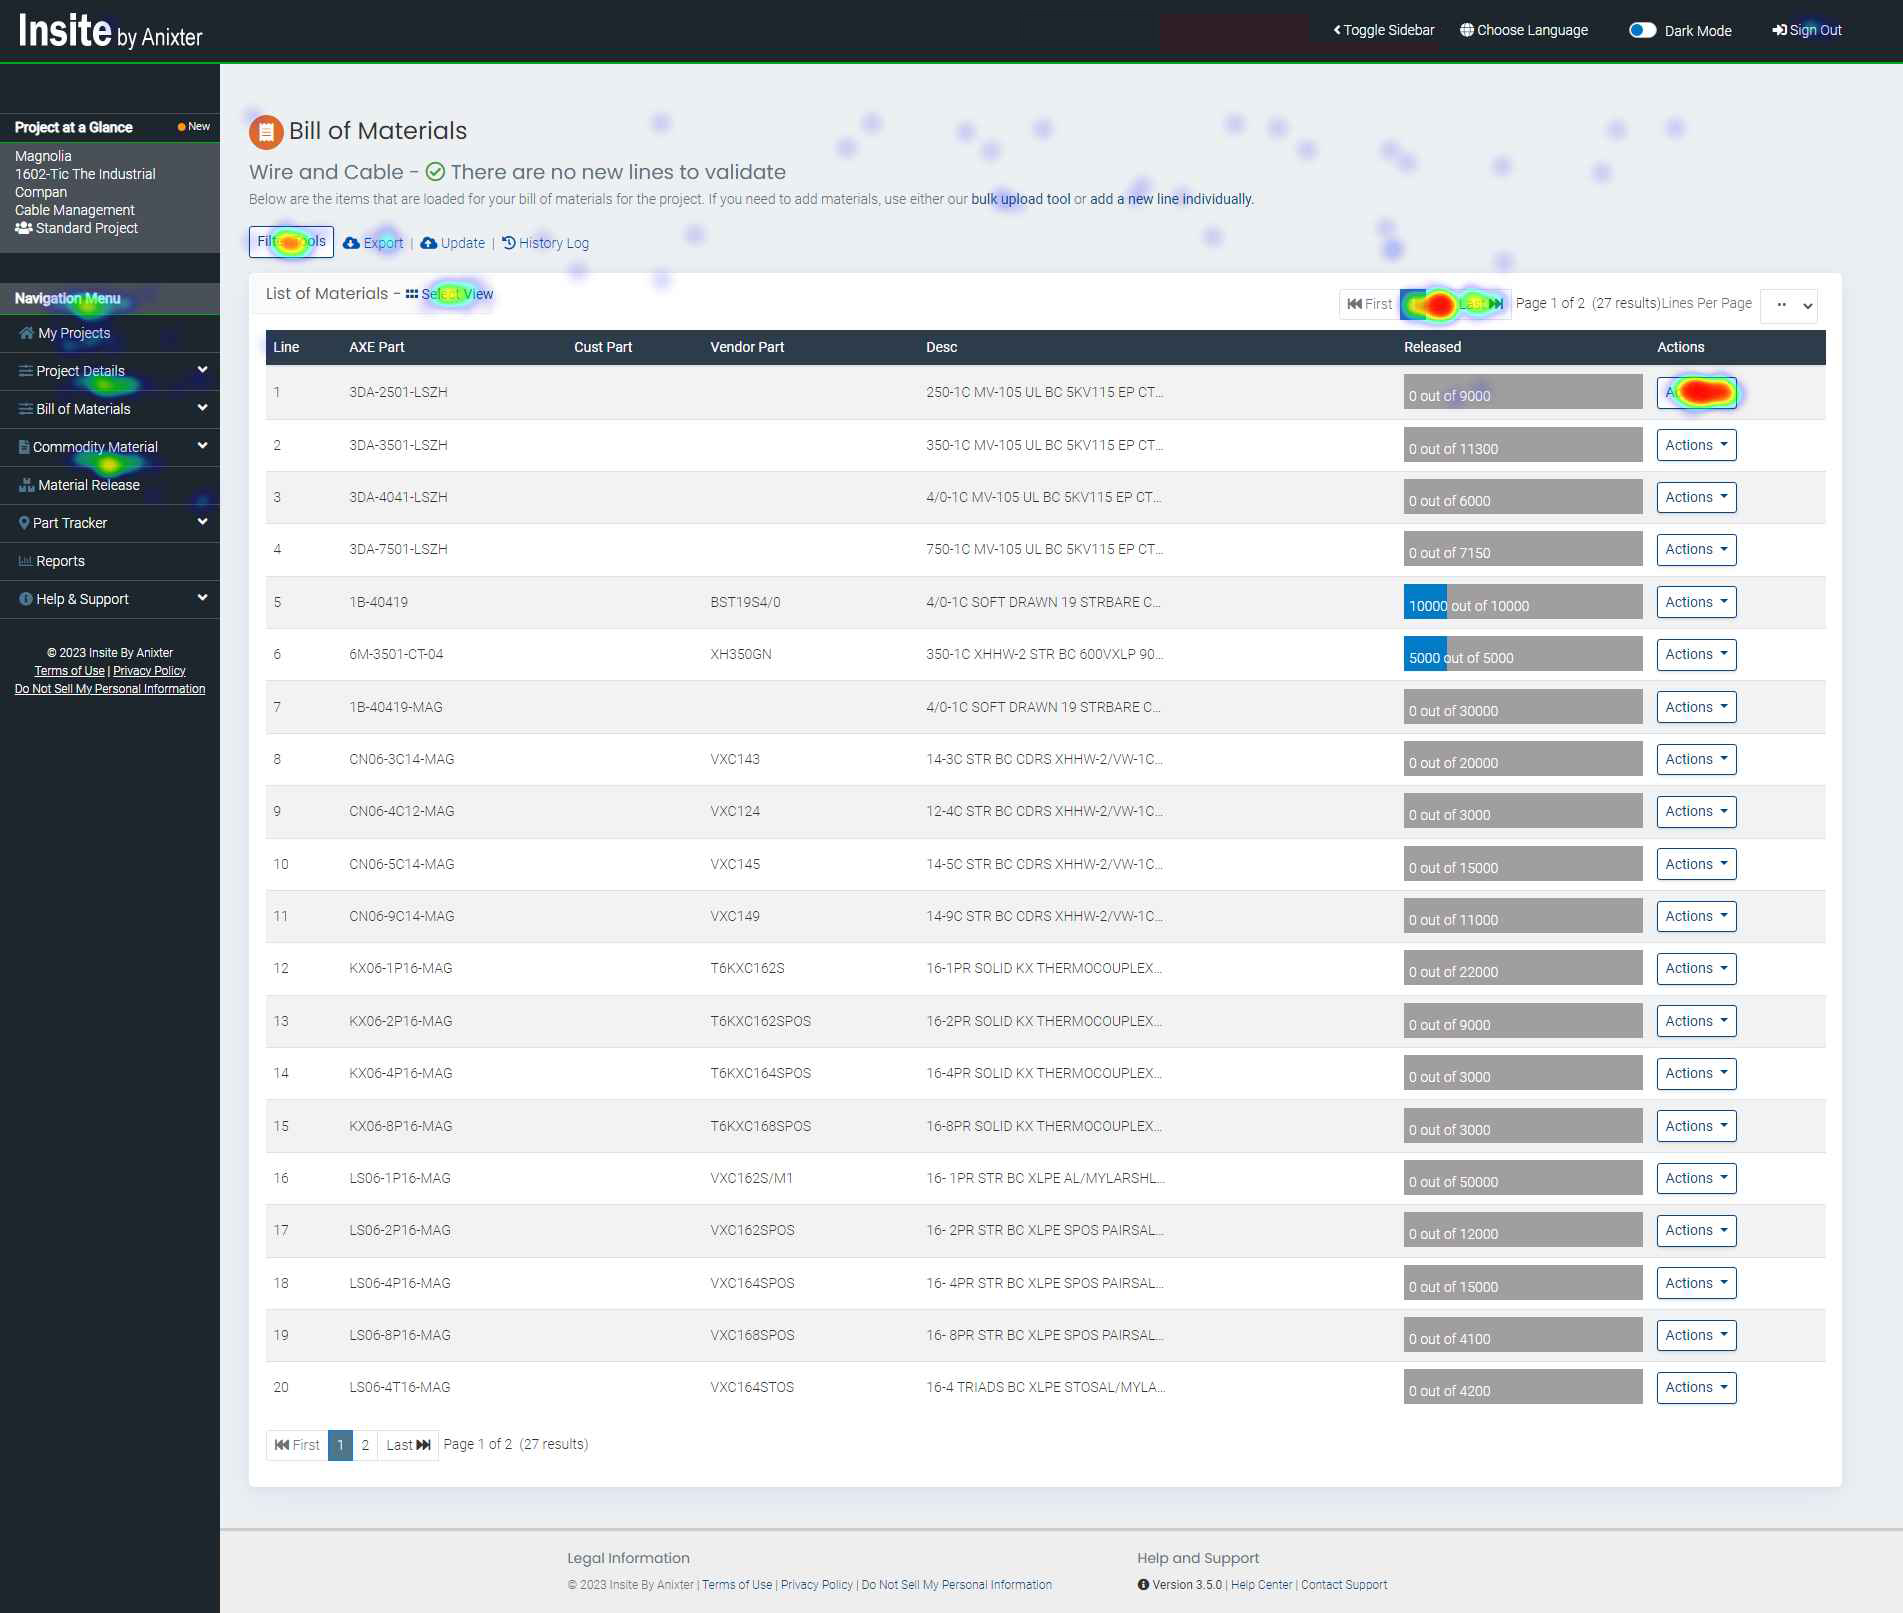 Insite by Anixter
Toggle Sidebar
Choose Language
Dark Mode
Sign Out
Project at a Glance
New
Magnolia
1602-Tic The Industrial
Compan
Cable Management
Standard Project
Navigation Menu
My Projects
Project Details
Bill of Materials
Commodity Material
Material Release
Part Tracker
Reports
Help & Support
© 2023 Insite By Anixter
Terms of Use | Privacy Policy
Do Not Sell My Personal Information
Bill of Materials
Wire and Cable - There are no new lines to validate
Below are the items that are loaded for your bill of materials for the project. If you need to add materials, use either our bulk upload tool or add a new line individually.
Filter Tools Export | Update | History Log
List of Materials - Select View
First Last Page 1 of 2 (27 results) Lines Per Page
Line AXE Part Cust Part Vendor Part Desc Released Actions
1 3DA-2501-LSZH 250-1C MV-105 UL BC 5KV115 EP CT... 0 out of 9000
2 3DA-3501-LSZH 350-1C MV-105 UL BC 5KV115 EP CT... 0 out of 11300 Actions
3 3DA-4041-LSZH 4/0-1C MV-105 UL BC 5KV115 EP CT... 0 out of 6000 Actions
4 3DA-7501-LSZH 750-1C MV-105 UL BC 5KV115 EP CT... 0 out of 7150 Actions
5 1B-40419 BST19S4/0 4/0-1C SOFT DRAWN 19 STRBARE C... 10000 out of 10000 Actions
6 6M-3501-CT-04 XH350GN 350-1C XHHW-2 STR BC 600VXLP 90... 5000 out of 5000 Actions
7 1B-40419-MAG 4/0-1C SOFT DRAWN 19 STRBARE C... 0 out of 30000 Actions
8 CN06-3C14-MAG VXC143 14-3C STR BC CDRS XHHW-2/VW-1C... 0 out of 20000 Actions
9 CN06-4C12-MAG VXC124 12-4C STR BC CDRS XHHW-2/VW-1C... 0 out of 3000 Actions
10 CN06-5C14-MAG VXC145 14-5C STR BC CDRS XHHW-2/VW-1C... 0 out of 15000 Actions
11 CN06-9C14-MAG VXC149 14-9C STR BC CDRS XHHW-2/VW-1C... 0 out of 11000 Actions
12 KX06-1P16-MAG T6KXC162S 16-1PR SOLID KX THERMOCOUPLEX... 0 out of 22000 Actions
13 KX06-2P16-MAG T6KXC162SPOS 16-2PR SOLID KX THERMOCOUPLEX... 0 out of 9000 Actions
14 KX06-4P16-MAG T6KXC164SPOS 16-4PR SOLID KX THERMOCOUPLEX... 0 out of 3000 Actions
15 KX06-8P16-MAG T6KXC168SPOS 16-8PR SOLID KX THERMOCOUPLEX... 0 out of 3000 Actions
16 LS06-1P16-MAG VXC162S/M1 16- 1PR STR BC XLPE AL/MYLARSHL... 0 out of 50000 Actions
17 LS06-2P16-MAG VXC162SPOS 16- 2PR STR BC XLPE SPOS PAIRSAL... 0 out of 12000 Actions
18 LS06-4P16-MAG VXC164SPOS 16- 4PR STR BC XLPE SPOS PAIRSAL... 0 out of 15000 Actions
19 LS06-8P16-MAG VXC168SPOS 16- 8PR STR BC XLPE SPOS PAIRSAL... 0 out of 4100 Actions
20 LS06-4T16-MAG VXC164STOS 16-4 TRIADS BC XLPE STOSAL/MYLA... 0 out of 4200 Actions
First 1 2 Last Page 1 of 2 (27 results)
Legal Information
© 2023 Insite By Anixter | Terms of Use | Privacy Policy | Do Not Sell My Personal Information
Help and Support
Version 3.5.0 | Help Center | Contact Support